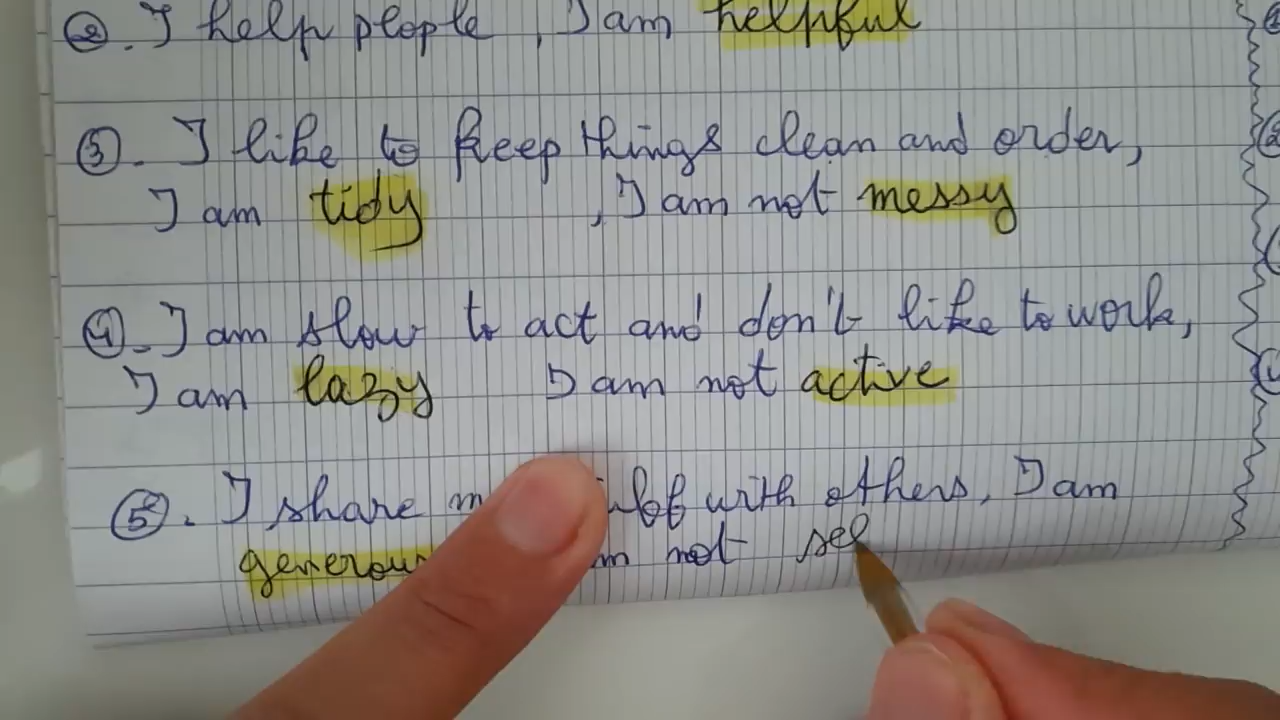 ②. I help people, I am helpful
③. I like to keep things clean and order,
I am tidy , I am not messy
④. I am slow to act and don't like to work,
I am lazy I am not active
⑤. I share with others, I am
not sel